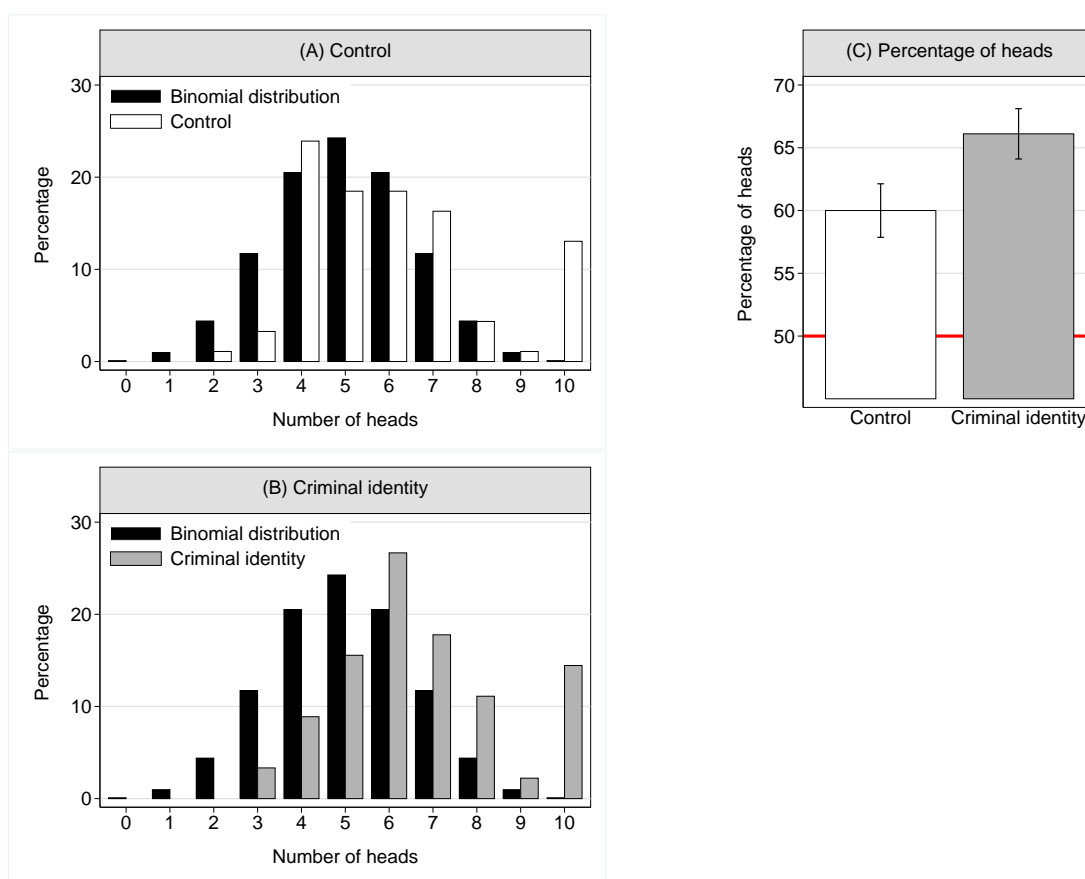 (A) Control
30
20
10
0
Percentage
Binomial distribution
Control
0 1 2 3 4 5 6 7 8 9 10
Number of heads
(B) Criminal identity
30
20
10
0
Percentage
Binomial distribution
Criminal identity
0 1 2 3 4 5 6 7 8 9 10
Number of heads
(C) Percentage of heads
70
65
60
55
50
Percentage of heads
Control Criminal identity